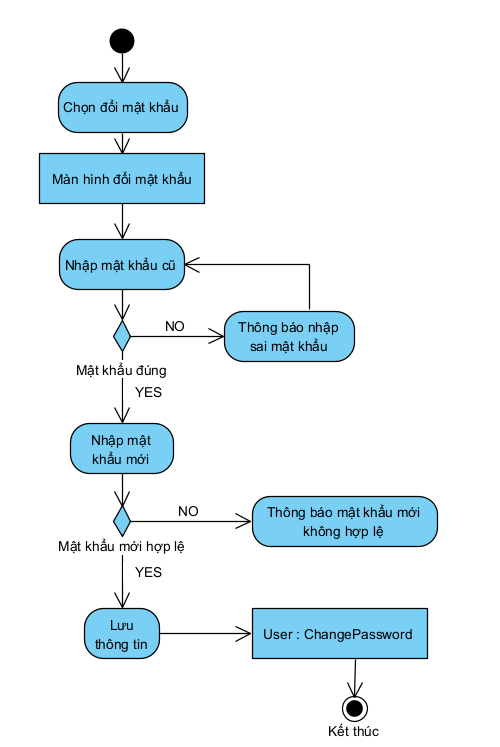 Chọn đổi mật khẩu
Màn hình đổi mật khẩu
Nhập mật khẩu cũ
NO
Thông báo nhập
sai mật khẩu
Mật khẩu đúng
YES
Nhập mật
khẩu mới
NO
Thông báo mật khẩu mới
không hợp lệ
Mật khẩu mới hợp lệ
YES
Lưu
thông tin
User : ChangePassword
Kết thúc